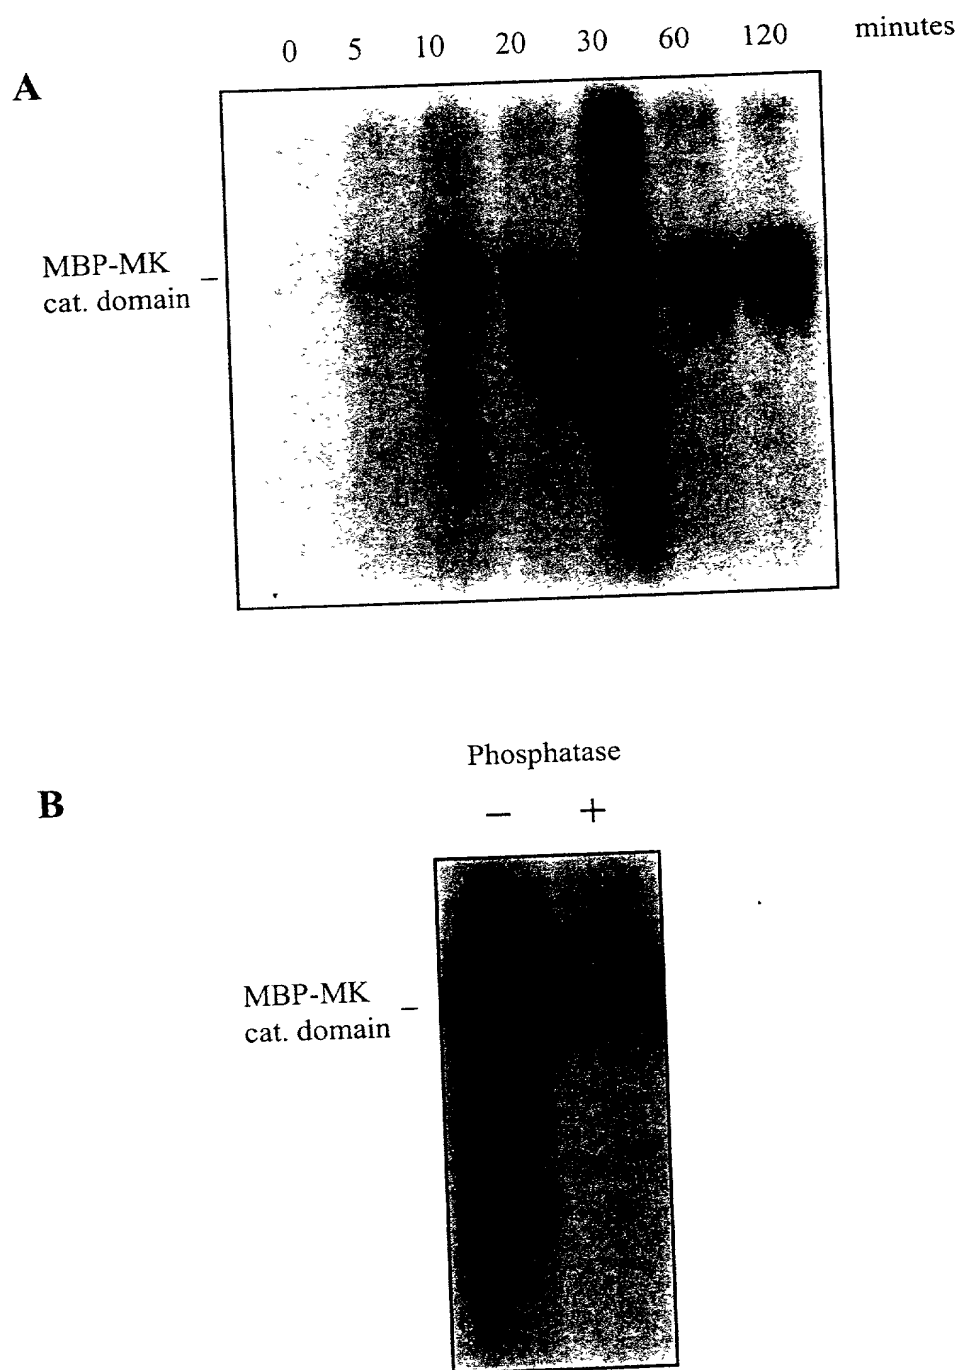 0 5 10 20 30 60 120 minutes
A
MBP-MK –
cat. domain
Phosphatase
B
– +
MBP-MK –
cat. domain